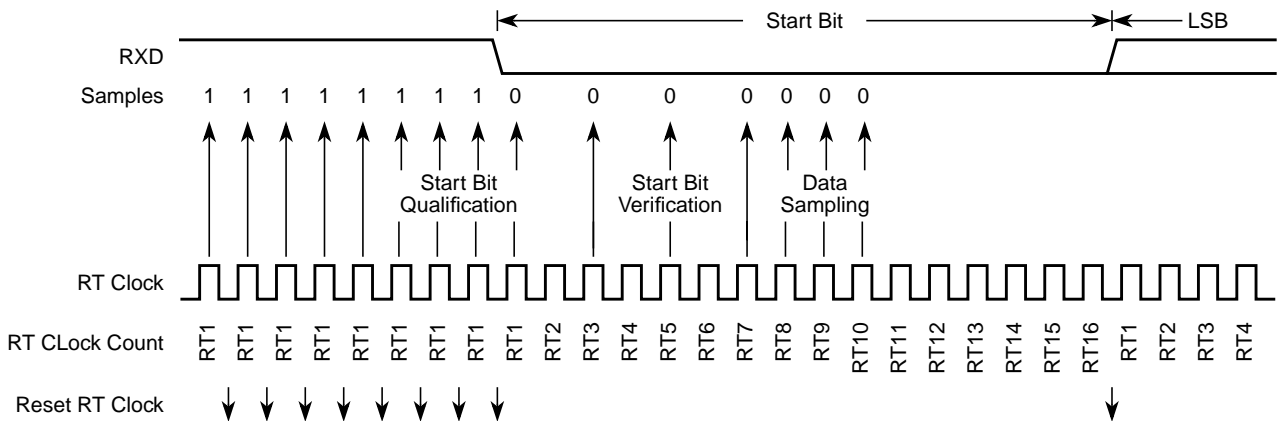 Start Bit
LSB
RXD
Samples 1 1 1 1 1 1 1 1 0 0 0 0 0 0 0
Start Bit Qualification
Start Bit Verification
Data Sampling
RT Clock
RT CLock Count RT1 RT1 RT1 RT1 RT1 RT1 RT1 RT1 RT1 RT2 RT3 RT4 RT5 RT6 RT7 RT8 RT9 RT10 RT11 RT12 RT13 RT14 RT15 RT16 RT1 RT2 RT3 RT4
Reset RT Clock